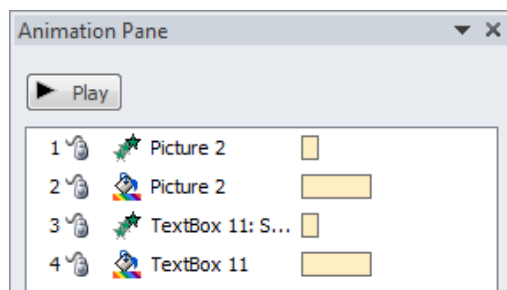 Animation Pane
Play
1 Picture 2
2 Picture 2
3 TextBox 11: S...
4 TextBox 11